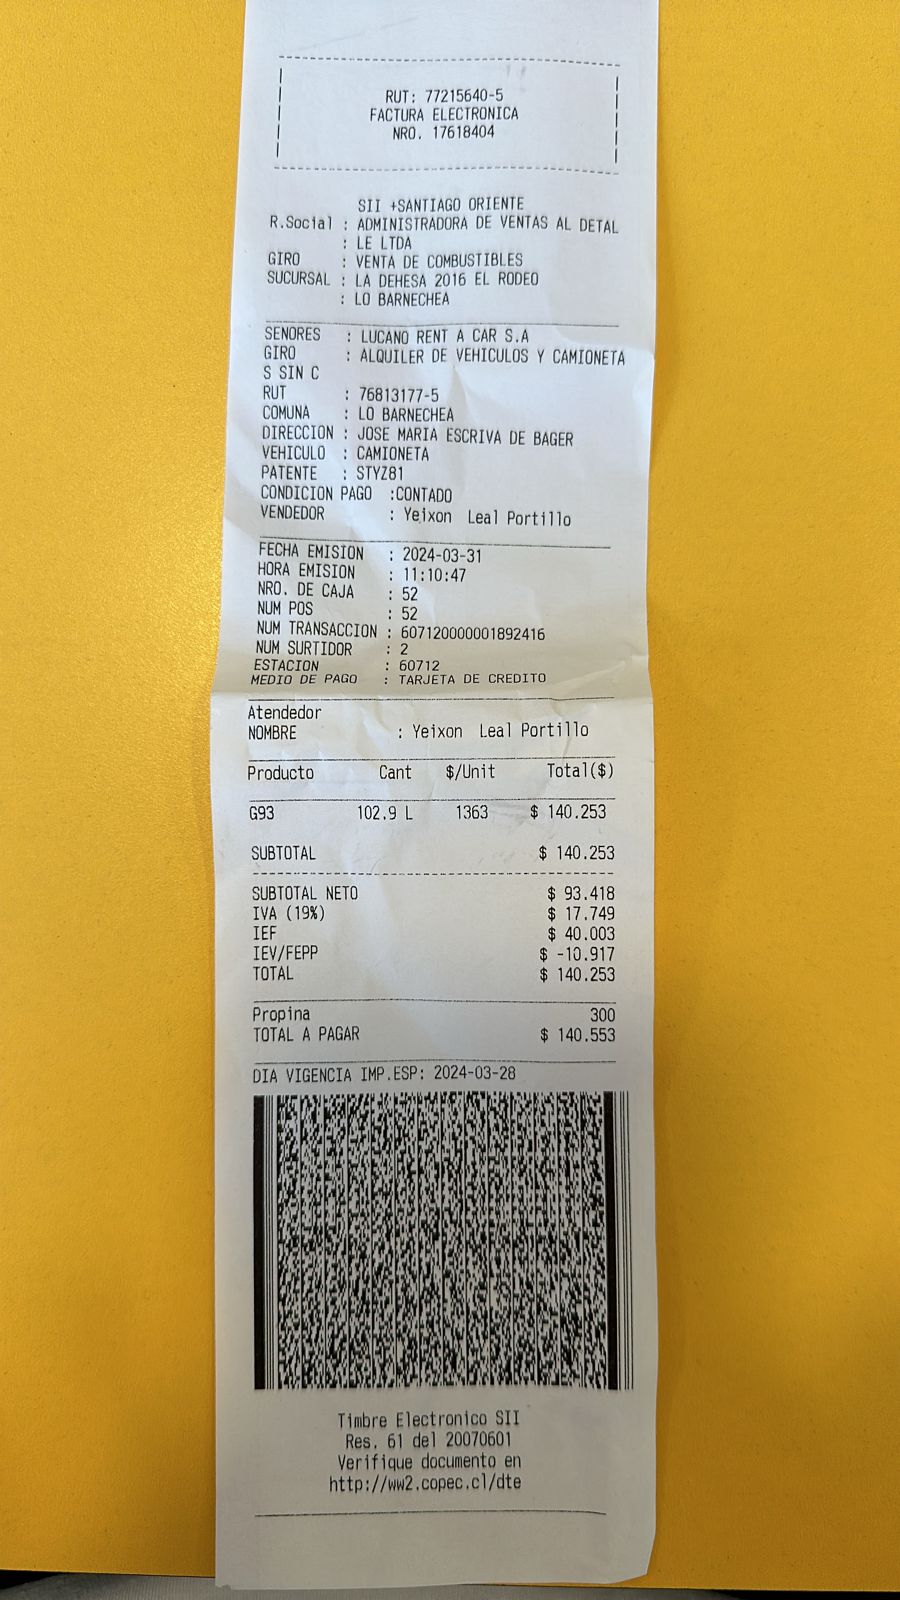 RUT: 77215640-5
FACTURA ELECTRONICA
NRO. 17618404
SII +SANTIAGO ORIENTE
R.Social : ADMINISTRADORA DE VENTAS AL DETAL
: LE LTDA
GIRO : VENTA DE COMBUSTIBLES
SUCURSAL : LA DEHESA 2016 EL RODEO
: LO BARNECHEA
SENORES : LUCANO RENT A CAR S.A
GIRO : ALQUILER DE VEHICULOS Y CAMIONETA
S SIN C
RUT : 76813177-5
COMUNA : LO BARNECHEA
DIRECCION : JOSE MARIA ESCRIVA DE BAGER
VEHICULO : CAMIONETA
PATENTE : STYZ81
CONDICION PAGO :CONTADO
VENDEDOR : Yeixon Leal Portillo
FECHA EMISION : 2024-03-31
HORA EMISION : 11:10:47
NRO. DE CAJA : 52
NUM POS : 52
NUM TRANSACCION : 607120000001892416
NUM SURTIDOR : 2
ESTACION : 60712
MEDIO DE PAGO : TARJETA DE CREDITO
Atendedor
NOMBRE : Yeixon Leal Portillo
Producto Cant $/Unit Total($)
G93 102.9 L 1363 $ 140.253
SUBTOTAL $ 140.253
SUBTOTAL NETO $ 93.418
IVA (19%) $ 17.749
IEF $ 40.003
IEV/FEPP $ -10.917
TOTAL $ 140.253
Propina 300
TOTAL A PAGAR $ 140.553
DIA VIGENCIA IMP.ESP: 2024-03-28
Timbre Electronico SII
Res. 61 del 20070601
Verifique documento en
http://ww2.copec.cl/dte